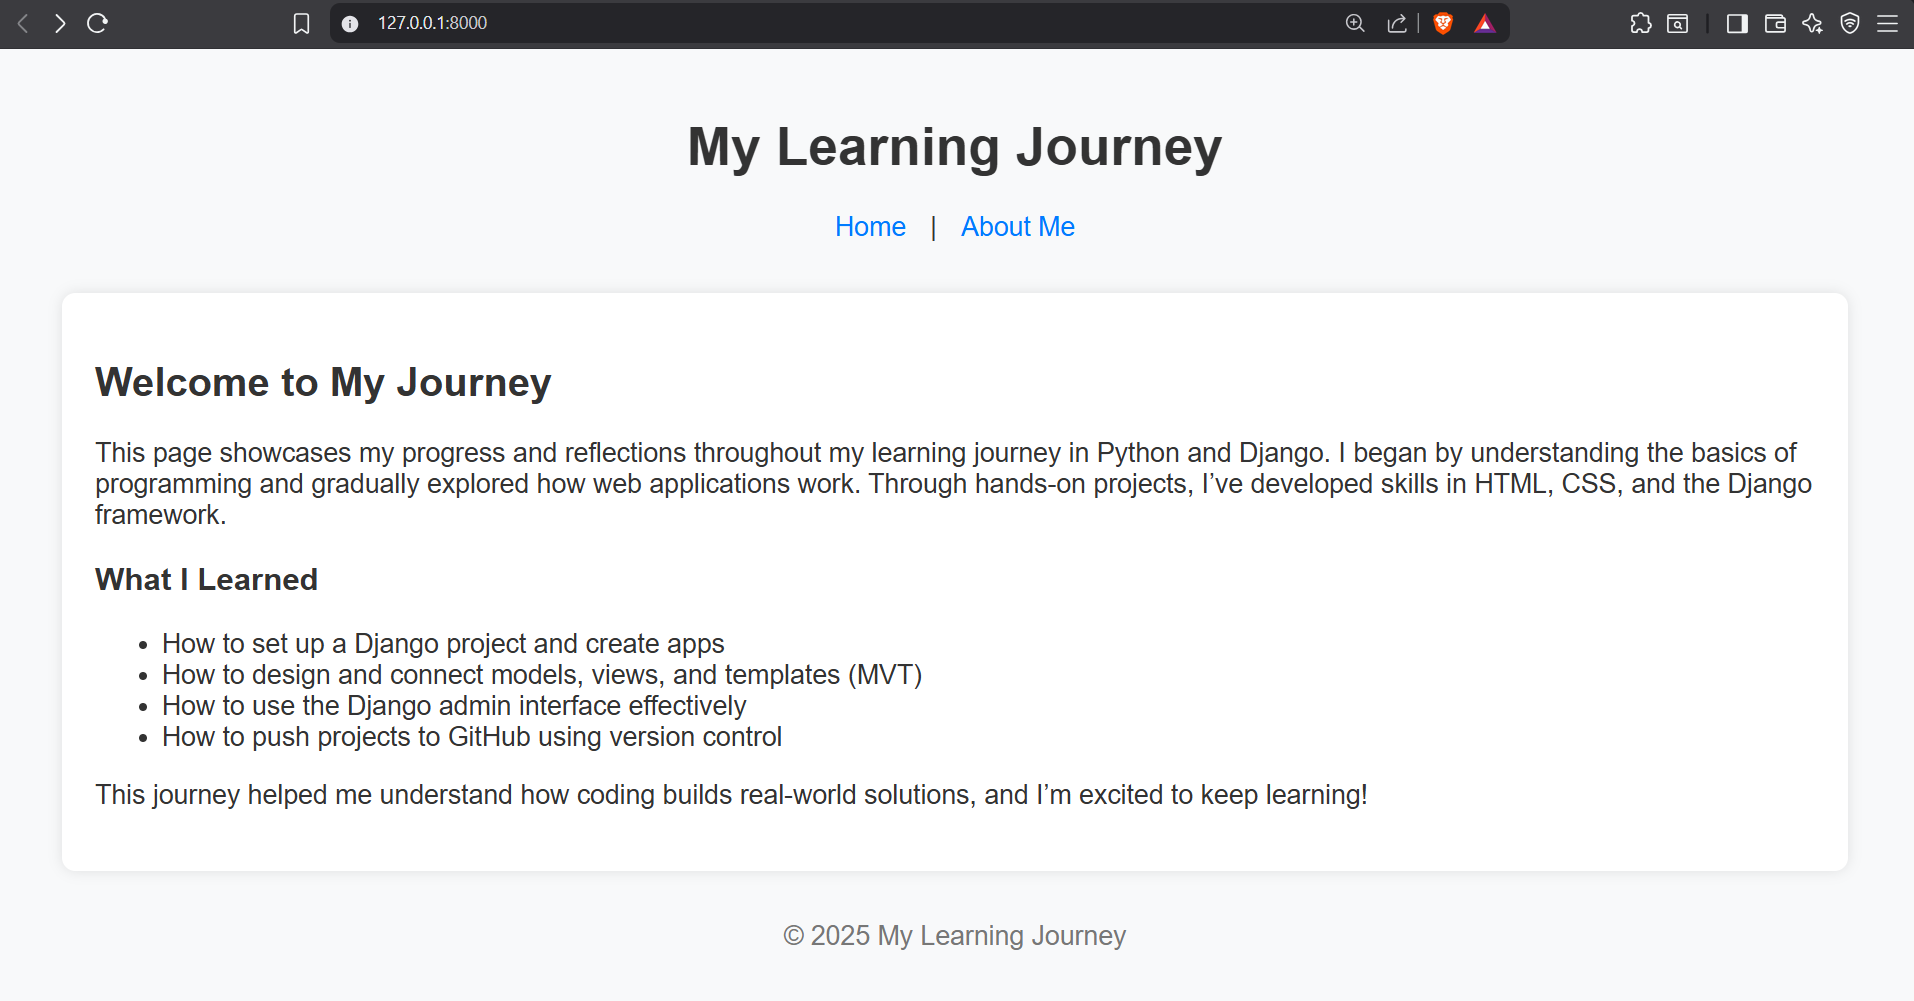 127.0.0.1:8000
My Learning Journey
Home | About Me
Welcome to My Journey
This page showcases my progress and reflections throughout my learning journey in Python and Django. I began by understanding the basics of
programming and gradually explored how web applications work. Through hands-on projects, I’ve developed skills in HTML, CSS, and the Django
framework.
What I Learned
• How to set up a Django project and create apps
• How to design and connect models, views, and templates (MVT)
• How to use the Django admin interface effectively
• How to push projects to GitHub using version control
This journey helped me understand how coding builds real-world solutions, and I’m excited to keep learning!
© 2025 My Learning Journey